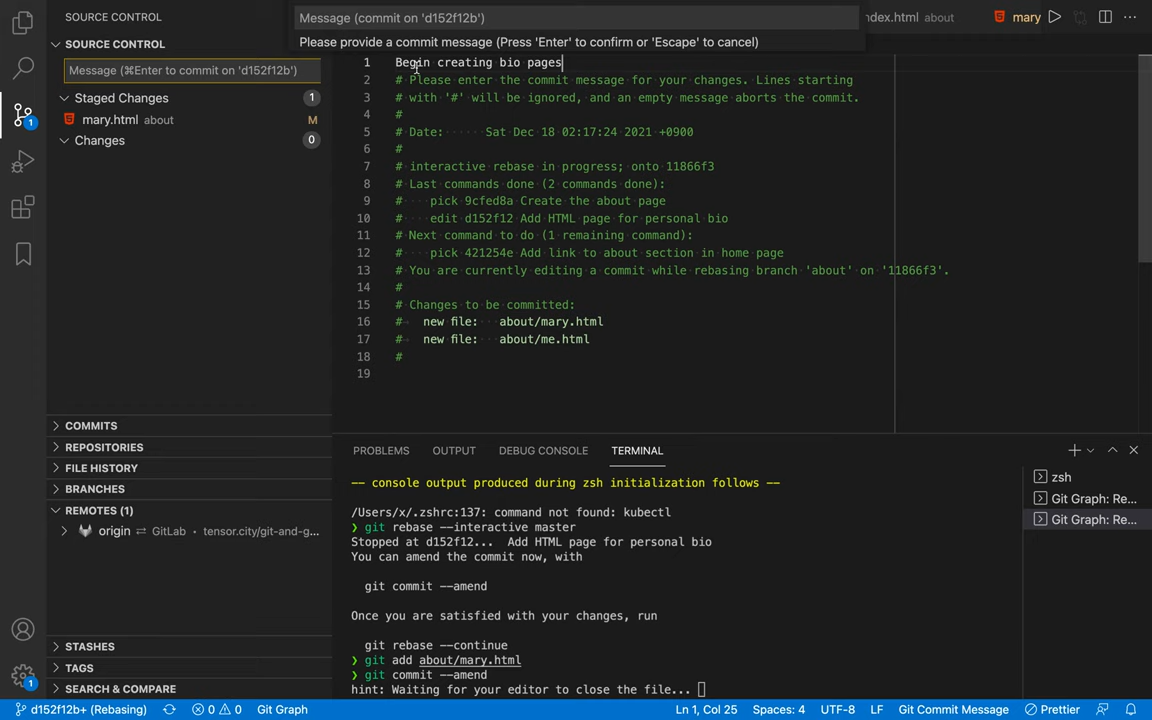 SOURCE CONTROL
SOURCE CONTROL
Message (⌘Enter to commit on 'd152f12b')
Staged Changes 1
mary.html about M
Changes 0
COMMITS
REPOSITORIES
FILE HISTORY
BRANCHES
REMOTES (1)
origin ⇄ GitLab › tensor.city/git-and-g...
STASHES
TAGS
SEARCH & COMPARE
1
1
Message (commit on 'd152f12b')
Please provide a commit message (Press 'Enter' to confirm or 'Escape' to cancel)
ndex.html about
mary
1 Begin creating bio pages
2 # Please enter the commit message for your changes. Lines starting
3 # with '#' will be ignored, and an empty message aborts the commit.
4 #
5 # Date: Sat Dec 18 02:17:24 2021 +0900
6 #
7 # interactive rebase in progress; onto 11866f3
8 # Last commands done (2 commands done):
9 # pick 9cfed8a Create the about page
10 # edit d152f12 Add HTML page for personal bio
11 # Next command to do (1 remaining command):
12 # pick 421254e Add link to about section in home page
13 # You are currently editing a commit while rebasing branch 'about' on '11866f3'.
14 #
15 # Changes to be committed:
16 # new file: about/mary.html
17 # new file: about/me.html
18 #
19
PROBLEMS OUTPUT DEBUG CONSOLE TERMINAL
-- console output produced during zsh initialization follows --
/Users/x/.zshrc:137: command not found: kubectl
❯ git rebase --interactive master
Stopped at d152f12... Add HTML page for personal bio
You can amend the commit now, with
git commit --amend
Once you are satisfied with your changes, run
git rebase --continue
❯ git add about/mary.html
❯ git commit --amend
hint: Waiting for your editor to close the file...
zsh
Git Graph: Re...
Git Graph: Re...
d152f12b+ (Rebasing) 0 0 Git Graph
Ln 1, Col 25 Spaces: 4 UTF-8 LF Git Commit Message Prettier